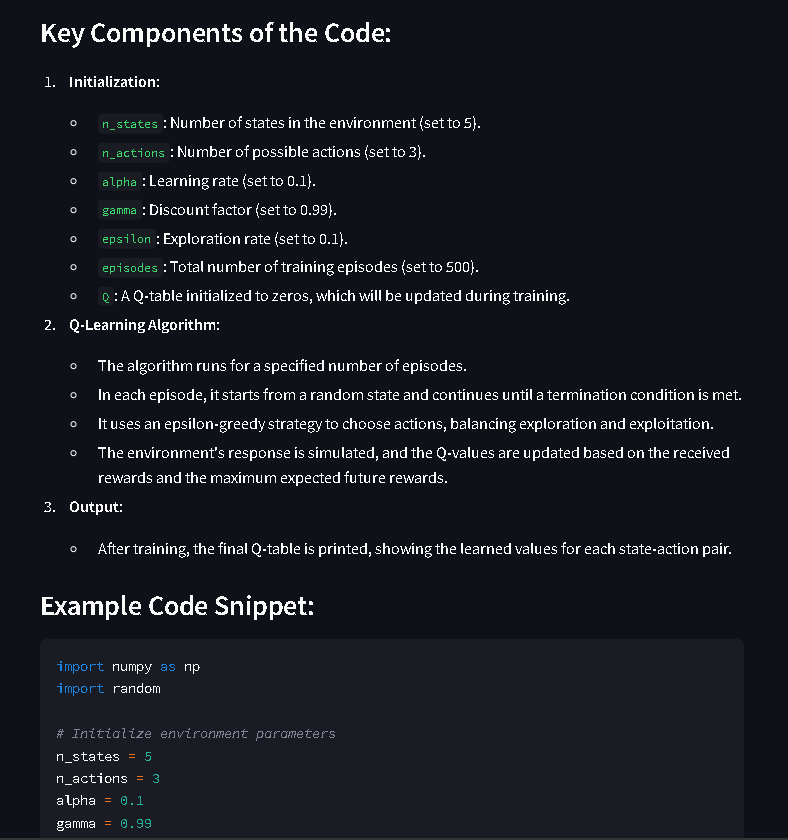 Key Components of the Code:
1. Initialization:
n_states : Number of states in the environment (set to 5).
n_actions : Number of possible actions (set to 3).
alpha : Learning rate (set to 0.1).
gamma : Discount factor (set to 0.99).
epsilon : Exploration rate (set to 0.1).
episodes : Total number of training episodes (set to 500).
Q : A Q-table initialized to zeros, which will be updated during training.
2. Q-Learning Algorithm:
The algorithm runs for a specified number of episodes.
In each episode, it starts from a random state and continues until a termination condition is met.
It uses an epsilon-greedy strategy to choose actions, balancing exploration and exploitation.
The environment's response is simulated, and the Q-values are updated based on the received
rewards and the maximum expected future rewards.
3. Output:
After training, the final Q-table is printed, showing the learned values for each state-action pair.
Example Code Snippet:
import numpy as np
import random
# Initialize environment parameters
n_states = 5
n_actions = 3
alpha = 0.1
gamma = 0.99